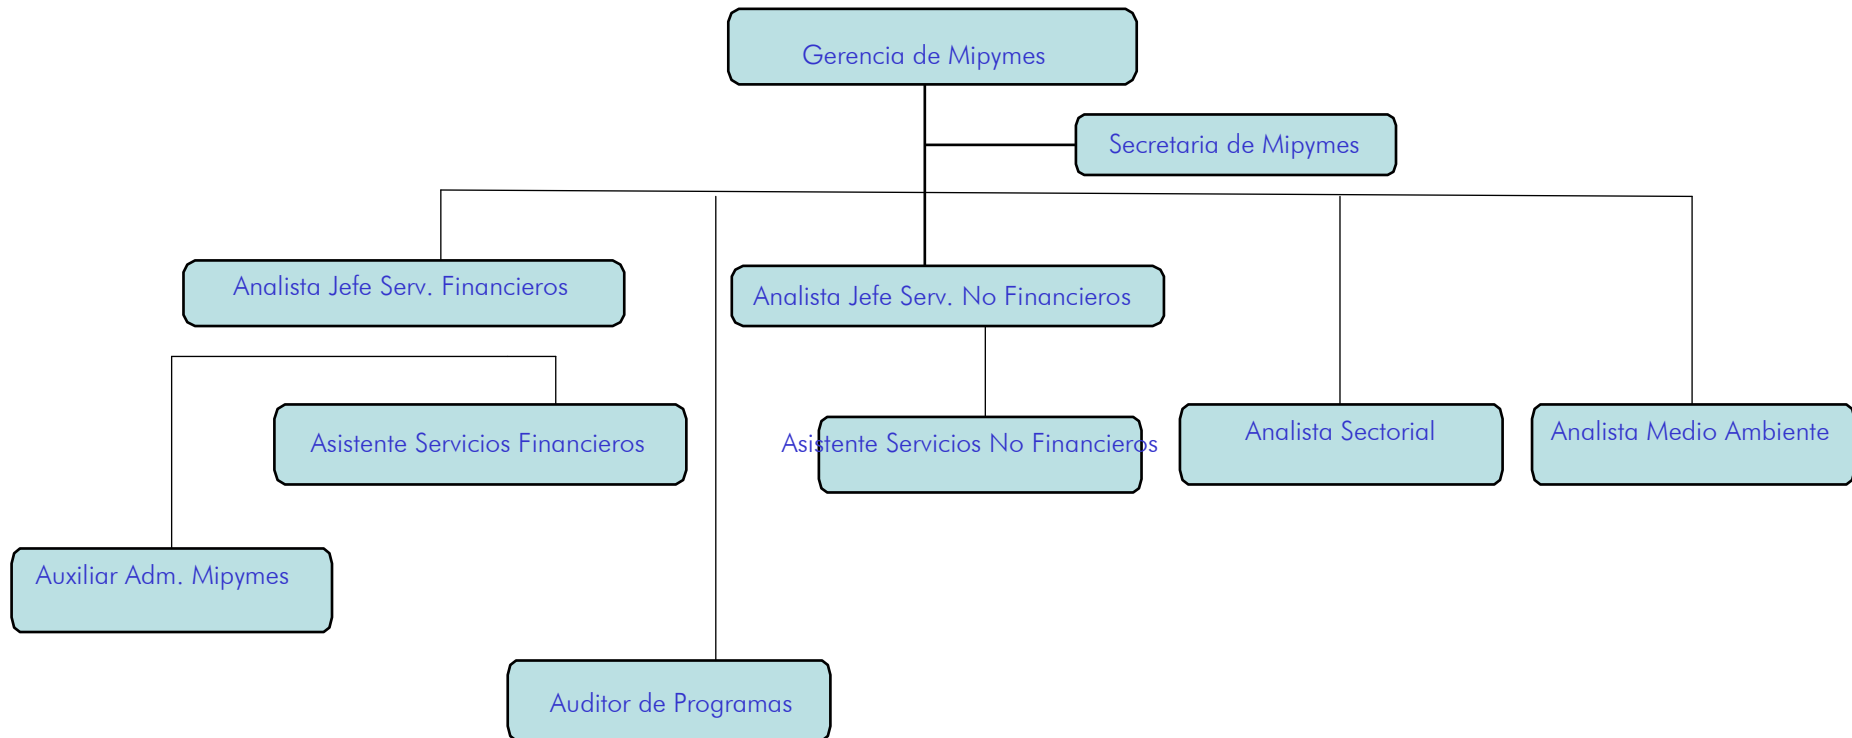 Gerencia de Mipymes
Secretaria de Mipymes
Analista Jefe Serv. Financieros
Analista Jefe Serv. No Financieros
Asistente Servicios Financieros
Asistente Servicios No Financieros
Analista Sectorial
Analista Medio Ambiente
Auxiliar Adm. Mipymes
Auditor de Programas